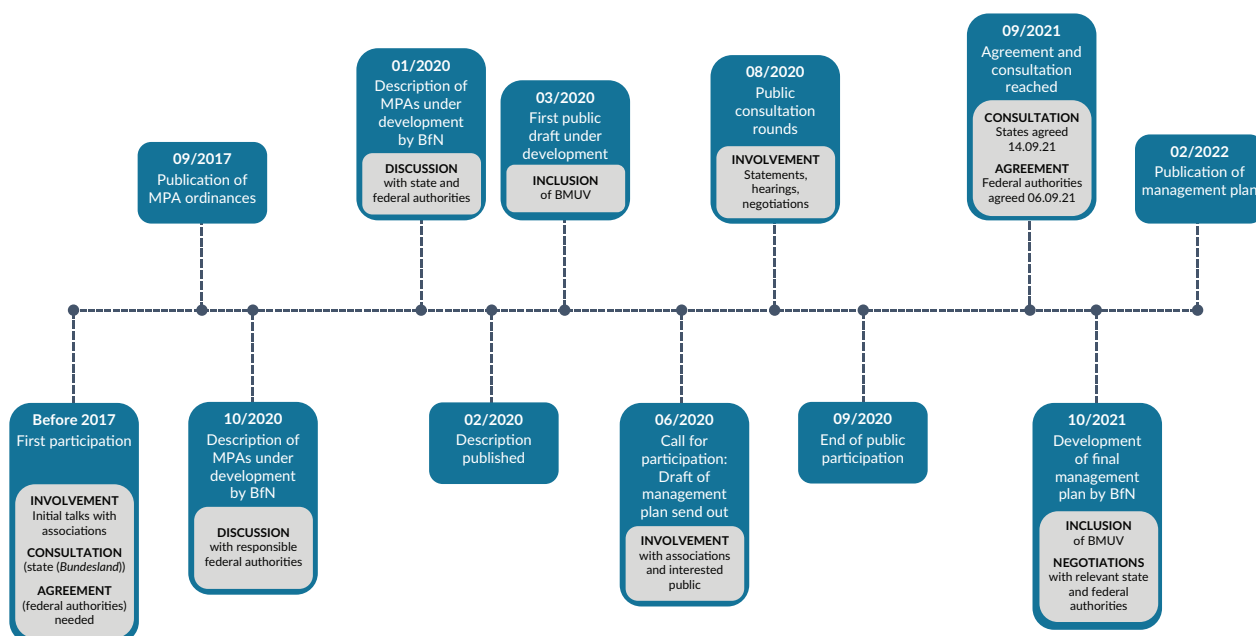 Before 2017
First participation
INVOLVEMENT
Initial talks with
associations
CONSULTATION
(state (Bundesland))
AGREEMENT
(federal authorities)
needed
09/2017
Publication of
MPA ordinances
10/2020
Description of
MPAs under
development
by BfN
DISCUSSION
with responsible
federal authorities
01/2020
Description of
MPAs under
development
by BfN
DISCUSSION
with state and
federal authorities
02/2020
Description
published
03/2020
First public
draft under
development
INCLUSION
of BMUV
06/2020
Call for
participation:
Draft of
management
plan send out
INVOLVEMENT
with associations
and interested
public
08/2020
Public
consultation
rounds
INVOLVEMENT
Statements,
hearings,
negotiations
09/2020
End of public
participation
09/2021
Agreement and
consultation
reached
CONSULTATION
States agreed
14.09.21
AGREEMENT
Federal authorities
agreed 06.09.21
10/2021
Development
of final
management
plan by BfN
INCLUSION
of BMUV
NEGOTIATIONS
with relevant state
and federal
authorities
02/2022
Publication of
management plan